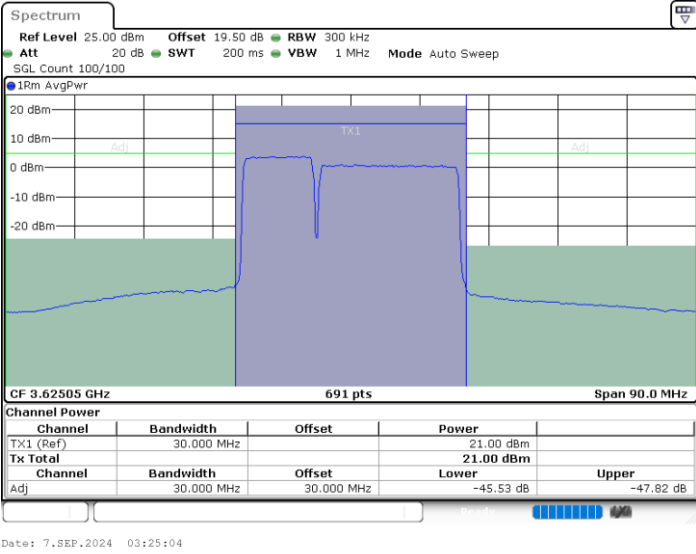 Spectrum
Ref Level 25.00 dBm Offset 19.50 dB RBW 300 kHz
Att 20 dB SWT 200 ms VBW 1 MHz Mode Auto Sweep
SGL Count 100/100
1Rm AvgPwr
20 dBm
TX1
10 dBm
Adj Adj
0 dBm
-10 dBm
-20 dBm
CF 3.62505 GHz 691 pts Span 90.0 MHz
Channel Power
Channel Bandwidth Offset Power
TX1 (Ref) 30.000 MHz 21.00 dBm
Tx Total 21.00 dBm
Channel Bandwidth Offset Lower Upper
Adj 30.000 MHz 30.000 MHz -45.53 dB -47.82 dB
Ready
Date: 7.SEP.2024 03:25:04